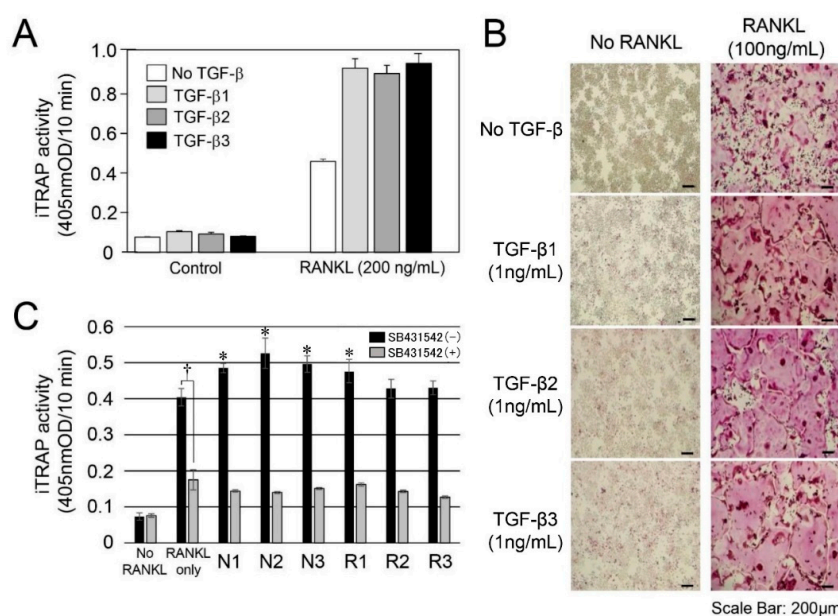 A
iTRAP activity
(405nmOD/10 min)
1.0
0.8
0.6
0.4
0.2
0
No TGF-β
TGF-β1
TGF-β2
TGF-β3
Control
RANKL (200 ng/mL)
B
No RANKL
RANKL
(100ng/mL)
No TGF-β
TGF-β1
(1ng/mL)
TGF-β2
(1ng/mL)
TGF-β3
(1ng/mL)
Scale Bar: 200μm
C
iTRAP activity
(405nmOD/10 min)
0.6
0.5
0.4
0.3
0.2
0.1
0
SB431542(-)
SB431542(+)
†
*
*
*
*
No
RANKL
RANKL
only
N1
N2
N3
R1
R2
R3